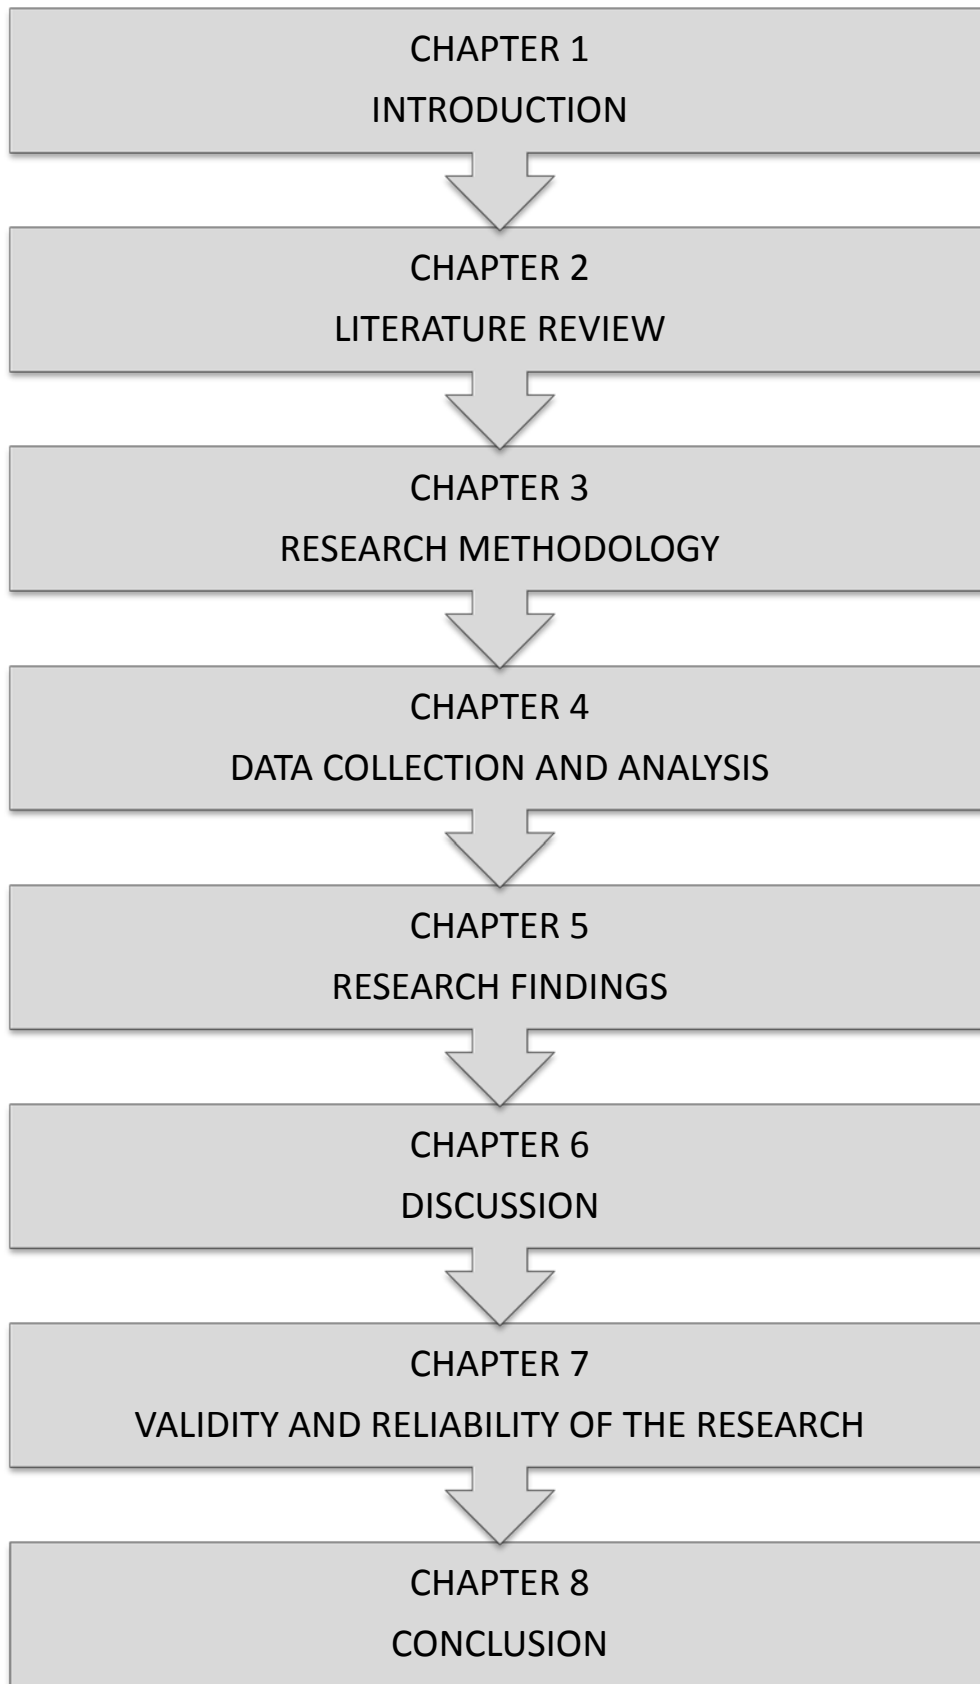 CHAPTER 1
INTRODUCTION
CHAPTER 2
LITERATURE REVIEW
CHAPTER 3
RESEARCH METHODOLOGY
CHAPTER 4
DATA COLLECTION AND ANALYSIS
CHAPTER 5
RESEARCH FINDINGS
CHAPTER 6
DISCUSSION
CHAPTER 7
VALIDITY AND RELIABILITY OF THE RESEARCH
CHAPTER 8
CONCLUSION